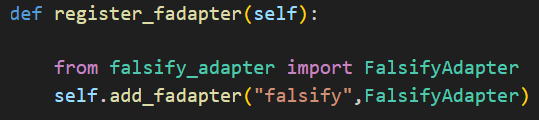 def register_fadapter(self):
from falsify_adapter import FalsifyAdapter
self.add_fadapter("falsify",FalsifyAdapter)